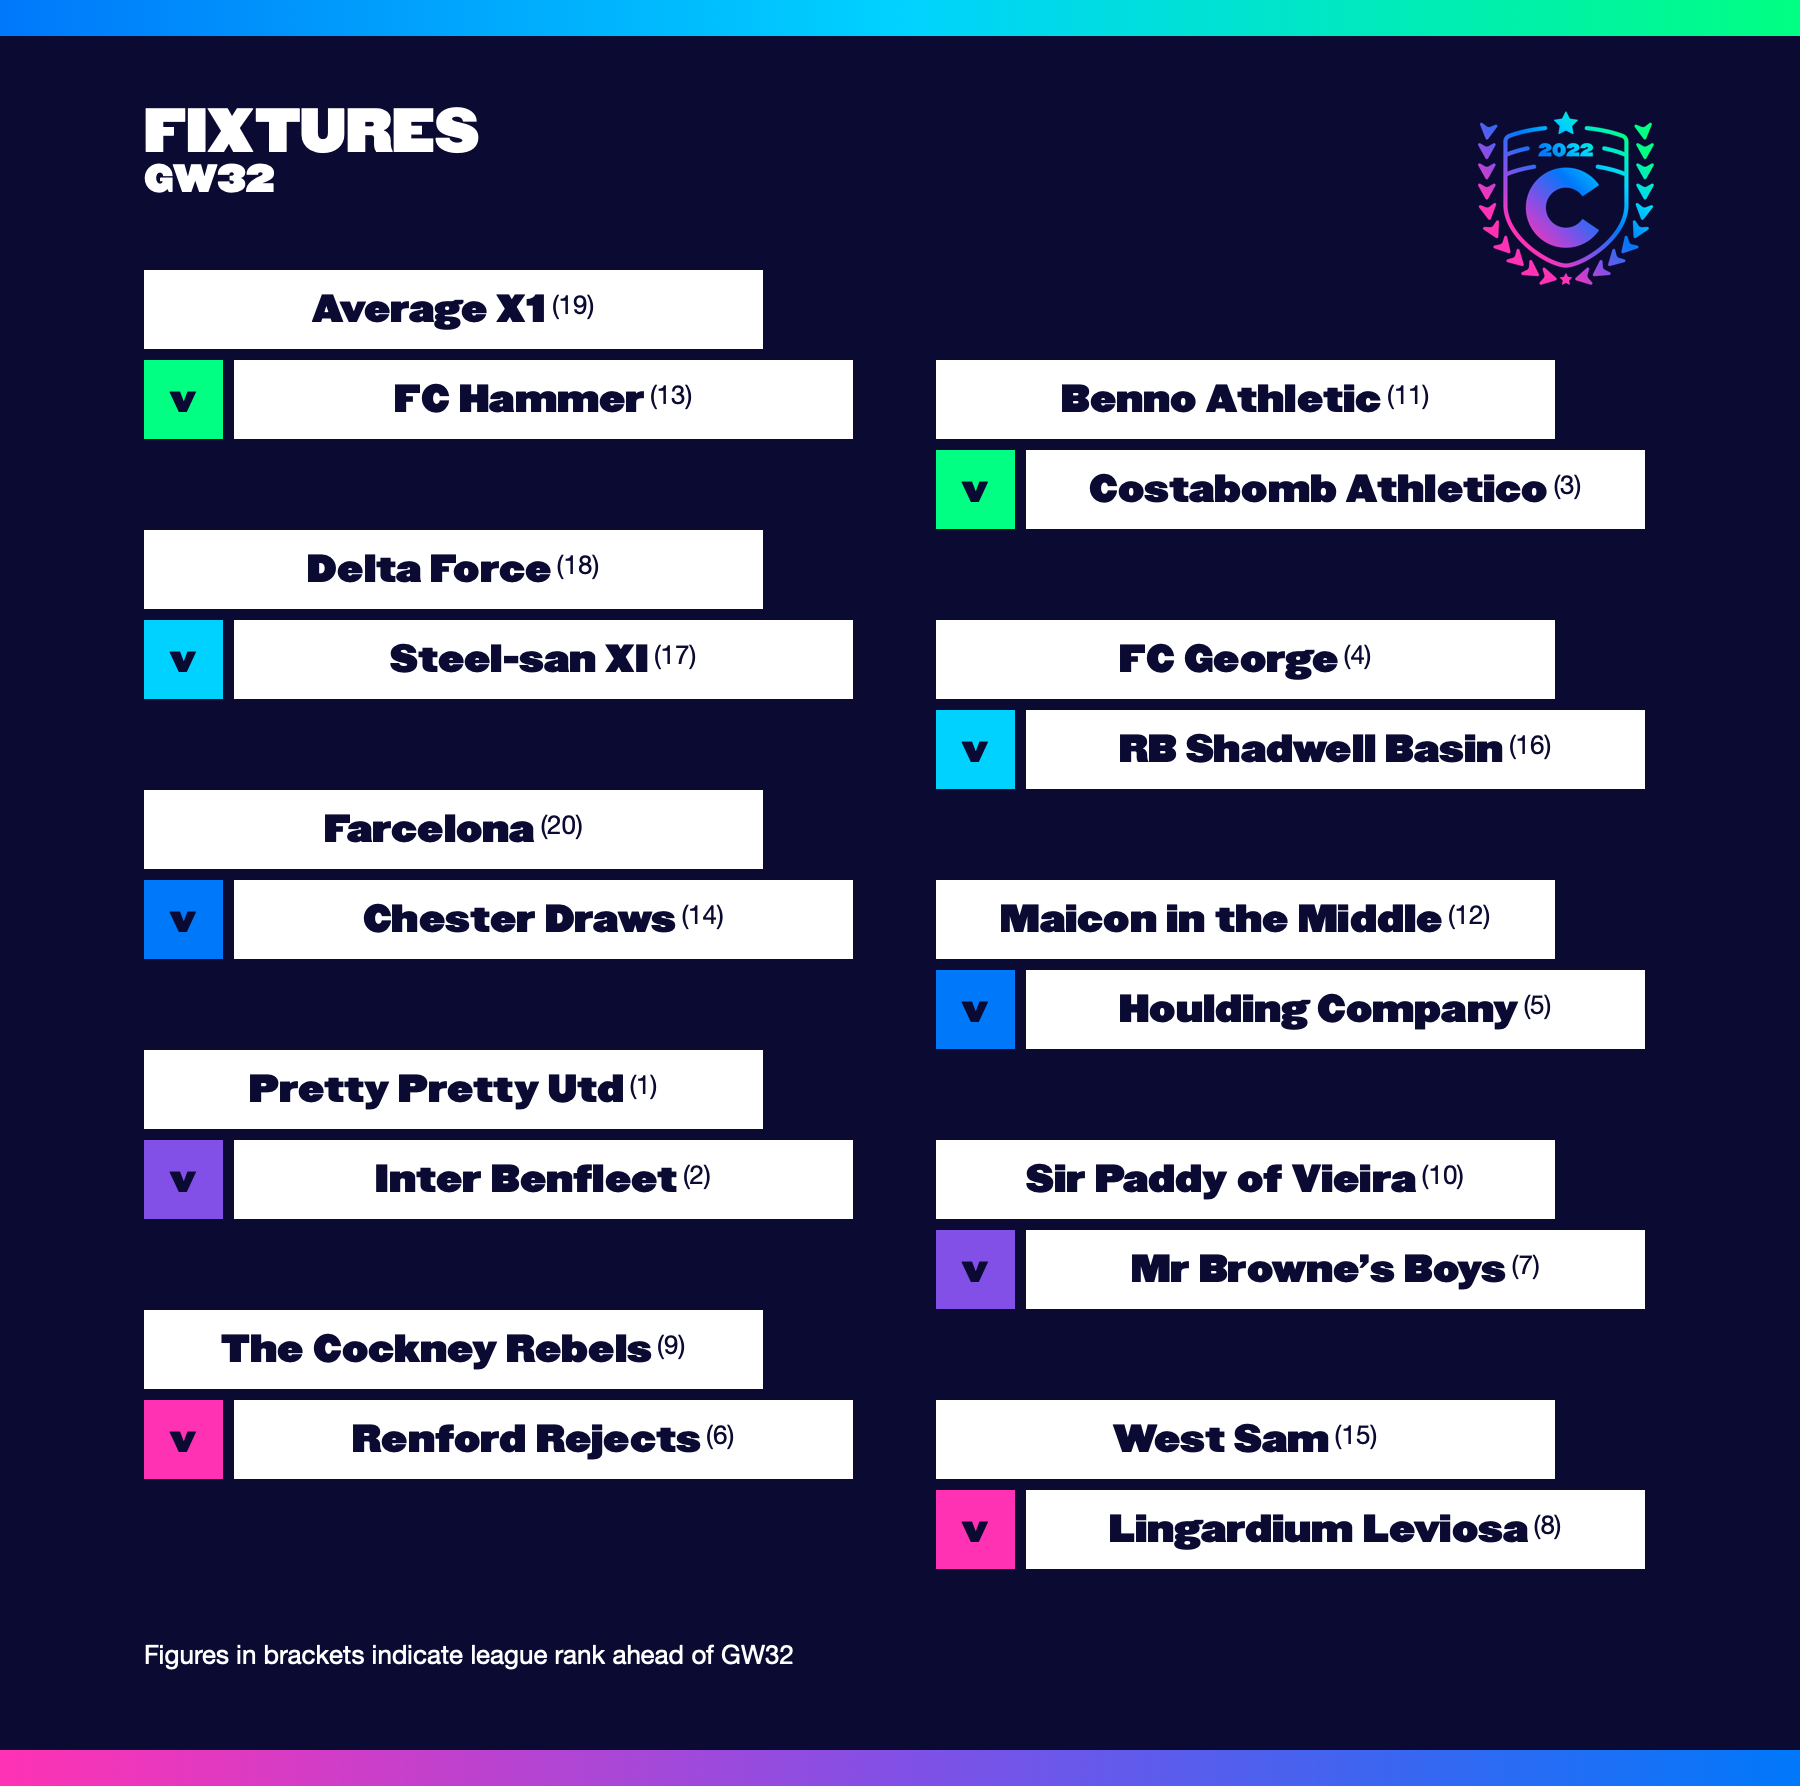 FIXTURES
GW32
2022
C
Average X1 (19)
v FC Hammer (13)
Benno Athletic (11)
v Costabomb Athletico (3)
Delta Force (18)
v Steel-san XI (17)
FC George (4)
v RB Shadwell Basin (16)
Farcelona (20)
v Chester Draws (14)
Maicon in the Middle (12)
v Houlding Company (5)
Pretty Pretty Utd (1)
v Inter Benfleet (2)
Sir Paddy of Vieira (10)
v Mr Browne’s Boys (7)
The Cockney Rebels (9)
v Renford Rejects (6)
West Sam (15)
v Lingardium Leviosa (8)
Figures in brackets indicate league rank ahead of GW32